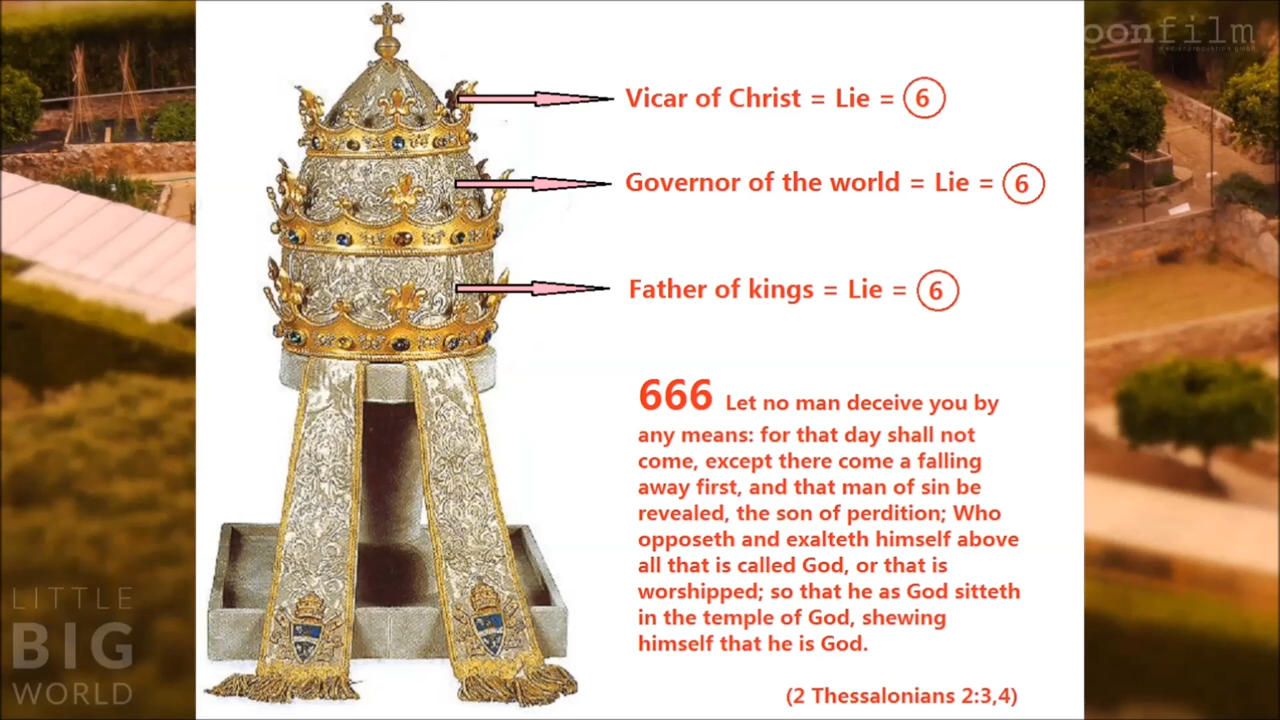 oonfilm
Vicar of Christ = Lie = 6
Governor of the world = Lie = 6
Father of kings = Lie = 6
666 Let no man deceive you by
any means: for that day shall not
come, except there come a falling
away first, and that man of sin be
revealed, the son of perdition; Who
opposeth and exalteth himself above
all that is called God, or that is
worshipped; so that he as God sitteth
in the temple of God, shewing
himself that he is God.
(2 Thessalonians 2:3,4)
LITTLE
BIG
WORLD